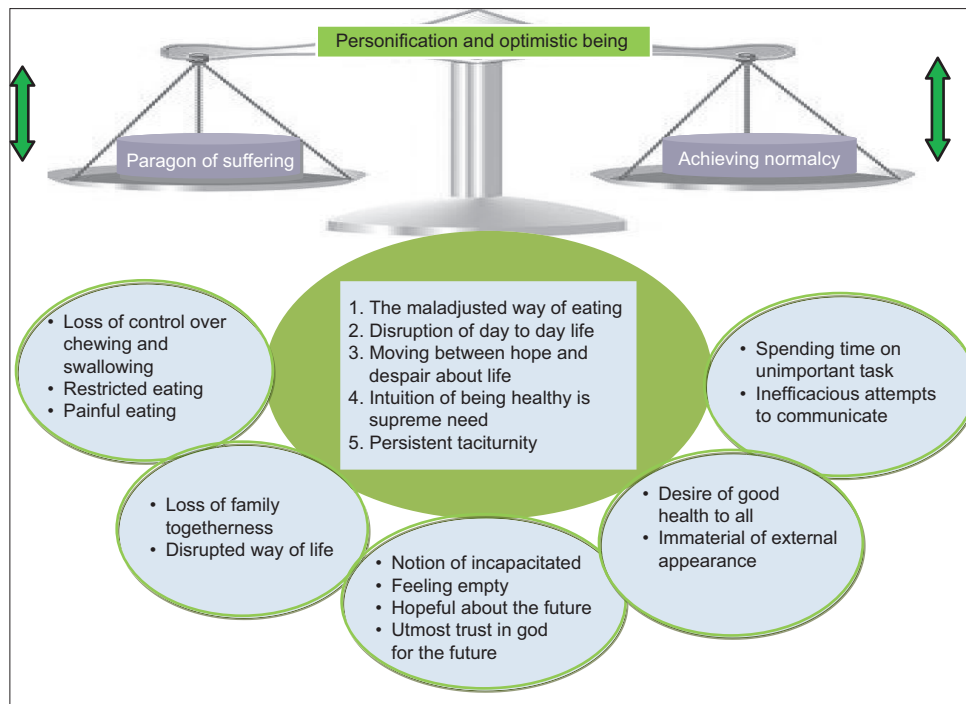 Personification and optimistic being
Paragon of suffering
Achieving normalcy
1. The maladjusted way of eating
2. Disruption of day to day life
3. Moving between hope and
despair about life
4. Intuition of being healthy is
supreme need
5. Persistent taciturnity
• Loss of control over
chewing and
swallowing
• Restricted eating
• Painful eating
• Loss of family
togetherness
• Disrupted way of life
• Notion of incapacitated
• Feeling empty
• Hopeful about the future
• Utmost trust in god
for the future
• Desire of good
health to all
• Immaterial of external
appearance
• Spending time on
unimportant task
• Inefficacious attempts
to communicate